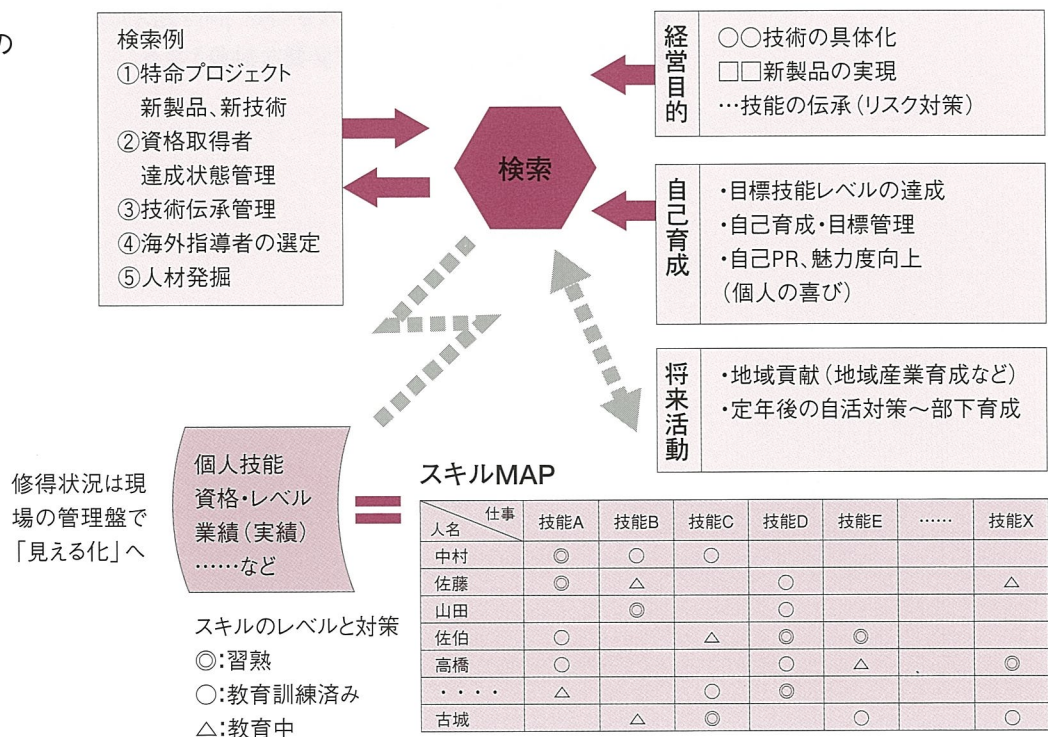 の
検索例
①特命プロジェクト
新製品、新技術
②資格取得者
達成状態管理
③技術伝承管理
④海外指導者の選定
⑤人材発掘
検索
経営目的
○○技術の具体化
□□新製品の実現
…技能の伝承（リスク対策）
自己育成
・目標技能レベルの達成
・自己育成・目標管理
・自己PR、魅力度向上
（個人の喜び）
将来活動
・地域貢献（地域産業育成など）
・定年後の自活対策～部下育成
修得状況は現
場の管理盤で
「見える化」へ
個人技能
資格・レベル
業績（実績）
……など
スキルのレベルと対策
◎：習熟
○：教育訓練済み
△：教育中
スキルMAP
人名 仕事 技能A 技能B 技能C 技能D 技能E …… 技能X
中村 ◎ ○ ○
佐藤 ◎ △ ○ △
山田 ◎ ○
佐伯 ○ △ ◎ ◎
高橋 ○ ○ △ ◎
・・・・ △ ○ ◎
古城 △ ◎ ○ ○